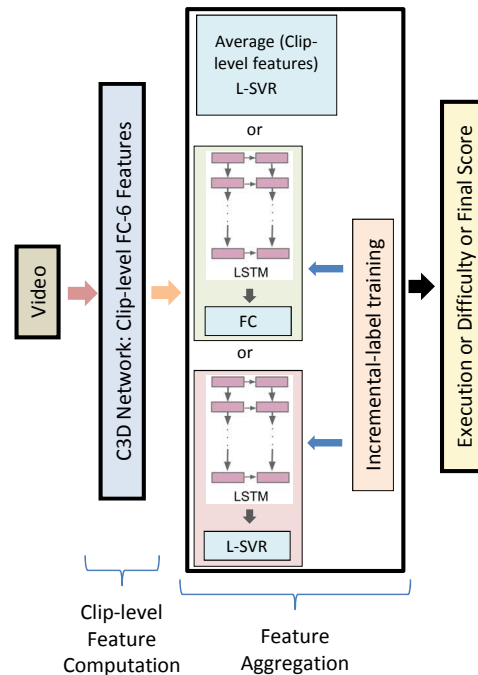 Video
C3D Network: Clip-level FC-6 Features
Average (Clip-
level features)
L-SVR
or
LSTM
FC
or
LSTM
L-SVR
Incremental-label training
Execution or Difficulty or Final Score
Clip-level
Feature
Computation
Feature
Aggregation